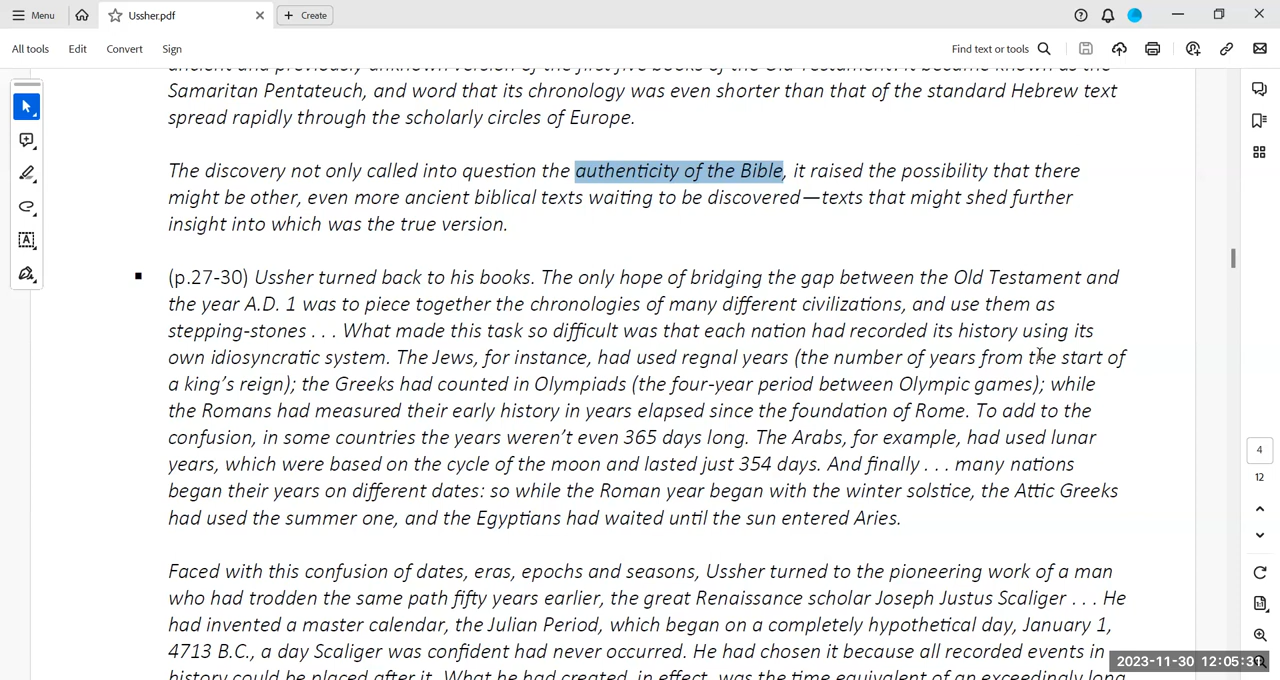 Menu
Ussher.pdf
Create
All tools
Edit
Convert
Sign
Find text or tools
Samaritan Pentateuch, and word that its chronology was even shorter than that of the standard Hebrew text
spread rapidly through the scholarly circles of Europe.
The discovery not only called into question the authenticity of the Bible, it raised the possibility that there
might be other, even more ancient biblical texts waiting to be discovered—texts that might shed further
insight into which was the true version.
▪ (p.27-30) Ussher turned back to his books. The only hope of bridging the gap between the Old Testament and
the year A.D. 1 was to piece together the chronologies of many different civilizations, and use them as
stepping-stones . . . What made this task so difficult was that each nation had recorded its history using its
own idiosyncratic system. The Jews, for instance, had used regnal years (the number of years from the start of
a king's reign); the Greeks had counted in Olympiads (the four-year period between Olympic games); while
the Romans had measured their early history in years elapsed since the foundation of Rome. To add to the
confusion, in some countries the years weren't even 365 days long. The Arabs, for example, had used lunar
years, which were based on the cycle of the moon and lasted just 354 days. And finally . . . many nations
began their years on different dates: so while the Roman year began with the winter solstice, the Attic Greeks
had used the summer one, and the Egyptians had waited until the sun entered Aries.
Faced with this confusion of dates, eras, epochs and seasons, Ussher turned to the pioneering work of a man
who had trodden the same path fifty years earlier, the great Renaissance scholar Joseph Justus Scaliger . . . He
had invented a master calendar, the Julian Period, which began on a completely hypothetical day, January 1,
4713 B.C., a day Scaliger was confident had never occurred. He had chosen it because all recorded events in
4
12
2023-11-30 12:05:31